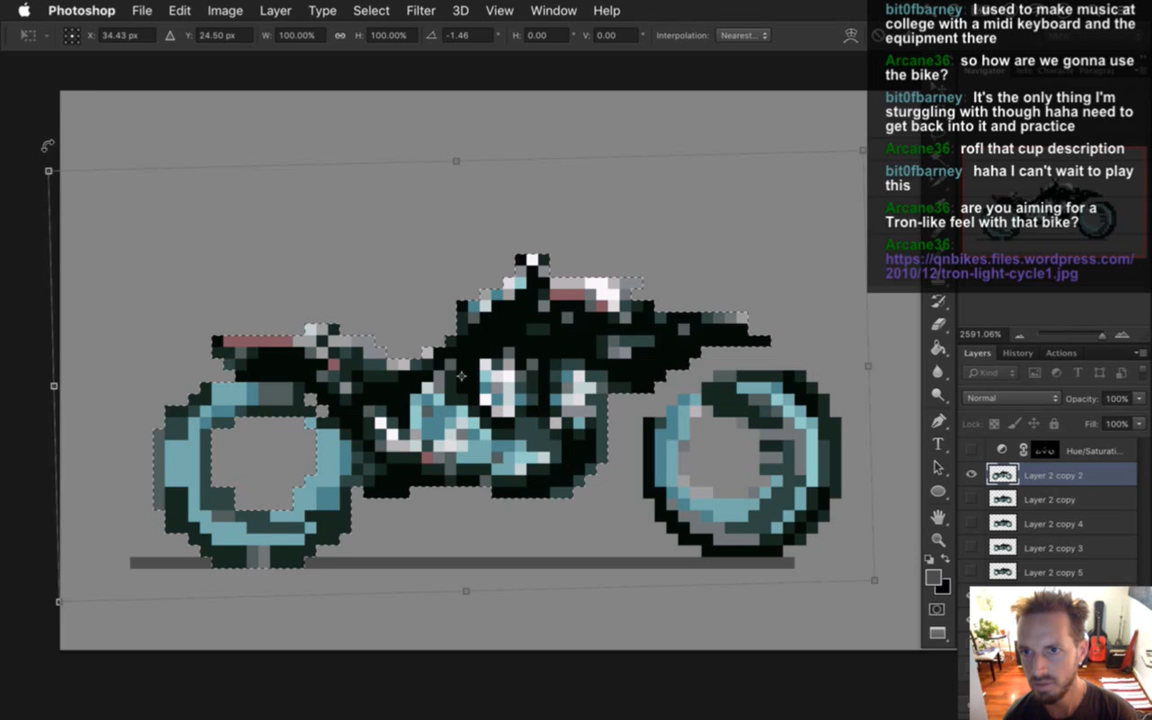 Photoshop File Edit Image Layer Type Select Filter 3D View Window Help
X: 34.43 px Y: 24.50 px W: 100.00% H: 100.00% -1.46 H: 0.00 V: 0.00 Interpolation: Nearest...
bit0fbarney I used to make music at
college with a midi keyboard and the
equipment there
Arcane36: so how are we gonna use
the bike?
bit0fbarney It's the only thing I'm
sturggling with though haha need to
get back into it and practice
Arcane36: rofl that cup description
bit0fbarney haha I can't wait to play
this
Arcane36: are you aiming for a
Tron-like feel with that bike?
Arcane36:
https://qnbikes.files.wordpress.com/
2010/12/tron-light-cycle1.jpg
2591.06%
Layers History Actions
Kind
Normal Opacity: 100%
Lock: Fill: 100%
Hue/Saturati...
Layer 2 copy 2
Layer 2 copy
Layer 2 copy 4
Layer 2 copy 3
Layer 2 copy 5